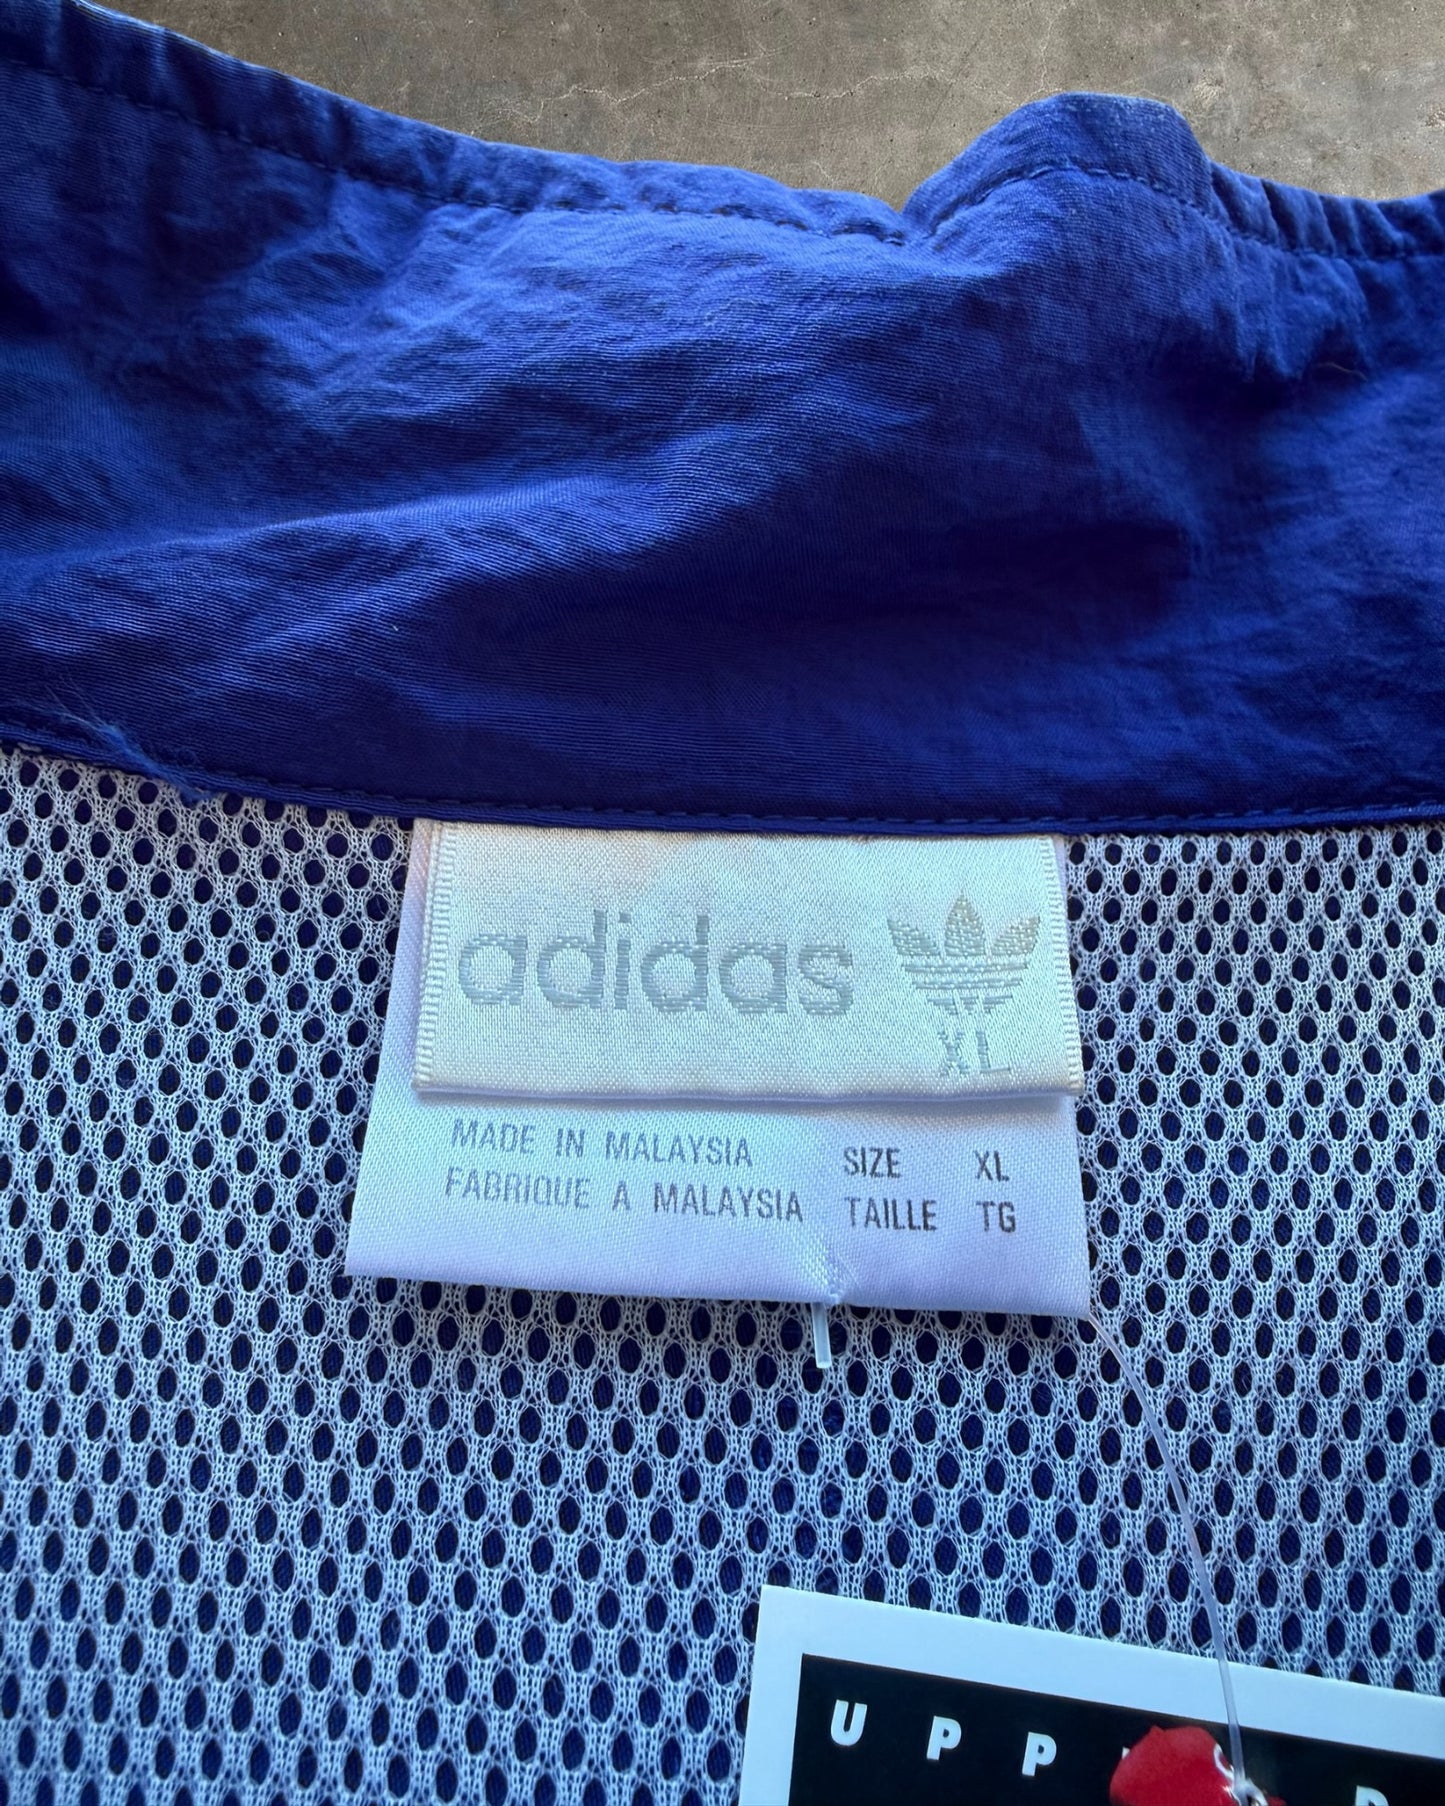 adidas
XL
MADE IN MALAYSIA
FABRIQUE A MALAYSIA
SIZE XL
TAILLE TG